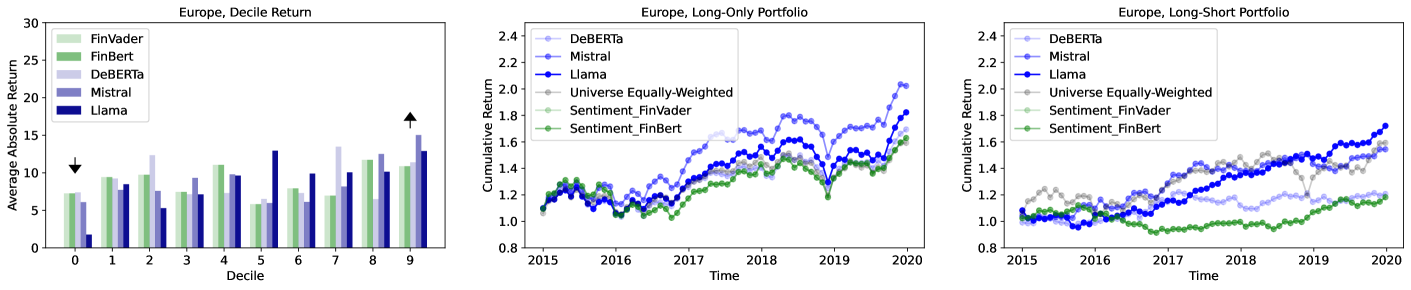 Europe, Decile Return
30
25
20
15
10
5
0
Average Absolute Return
FinVader
FinBert
DeBERTa
Mistral
Llama
0 1 2 3 4 5 6 7 8 9
Decile
Europe, Long-Only Portfolio
2.4
2.2
2.0
1.8
1.6
1.4
1.2
1.0
0.8
Cumulative Return
DeBERTa
Mistral
Llama
Universe Equally-Weighted
Sentiment_FinVader
Sentiment_FinBert
2015 2016 2017 2018 2019 2020
Time
Europe, Long-Short Portfolio
2.4
2.2
2.0
1.8
1.6
1.4
1.2
1.0
0.8
Cumulative Return
DeBERTa
Mistral
Llama
Universe Equally-Weighted
Sentiment_FinVader
Sentiment_FinBert
2015 2016 2017 2018 2019 2020
Time